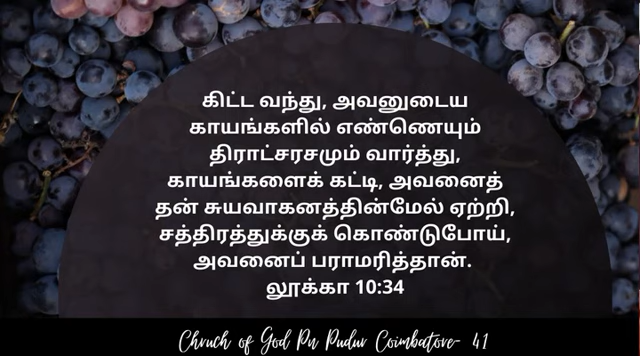 கிட்ட வந்து, அவனுடைய
காயங்களில் எண்ணெயும்
திராட்சரசமும் வார்த்து,
காயங்களைக் கட்டி, அவனைத்
தன் சுயவாகனத்தின்மேல் ஏற்றி,
சத்திரத்துக்குக் கொண்டுபோய்,
அவனைப் பராமரித்தான்.
லூக்கா 10:34
Chruch of God Pn Pudur Coimbatore- 41